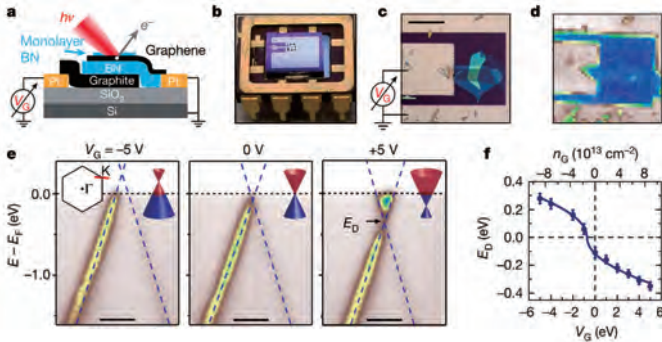 a
hν
e⁻
Monolayer
BN
Graphene
BN
Pt
Graphite
Pt
V_G
SiO₂
Si
b
c
V_G
d
e
V_G = −5 V
0 V
+5 V
K
Γ
E_D
0.0
−1.0
E − E_F (eV)
f
n_G (10¹³ cm⁻²)
−8 −4 0 4 8
0.4
0.2
0.0
−0.2
−0.4
E_D (eV)
−6 −4 −2 0 2 4 6
V_G (eV)